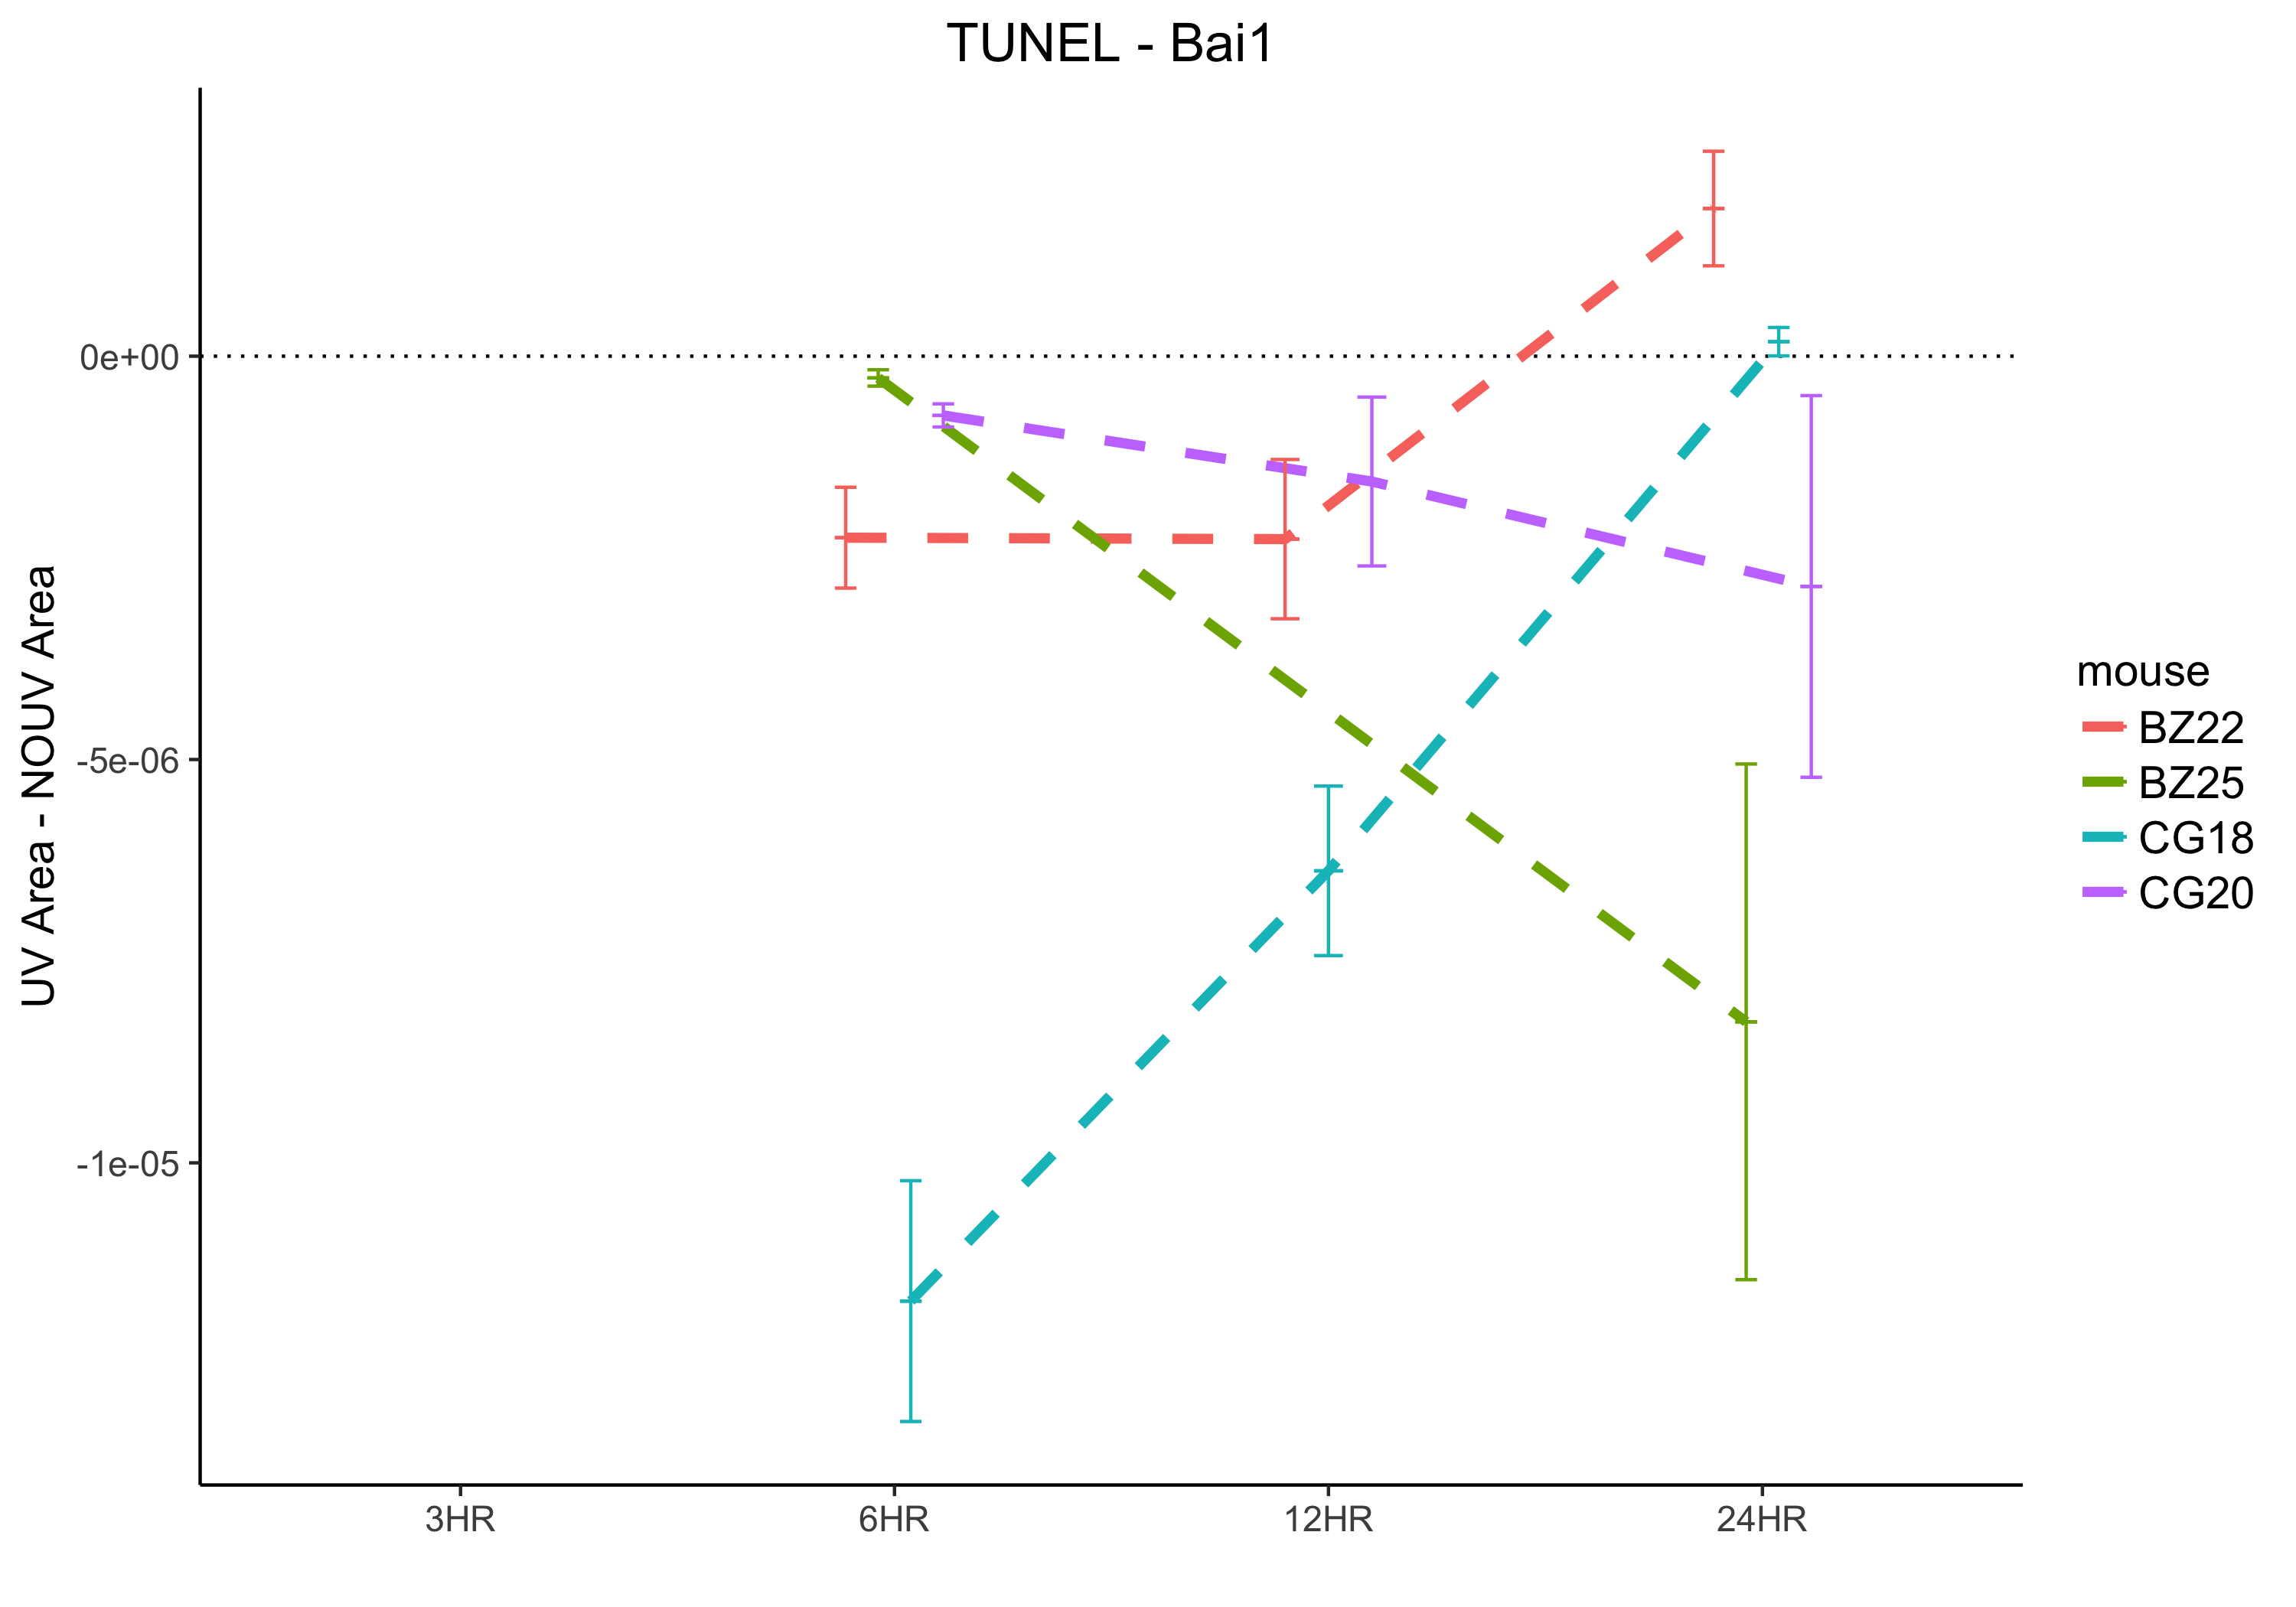 TUNEL - Bai1
UV Area - NOUV Area
0e+00
-5e-06
-1e-05
3HR
6HR
12HR
24HR
mouse
BZ22
BZ25
CG18
CG20